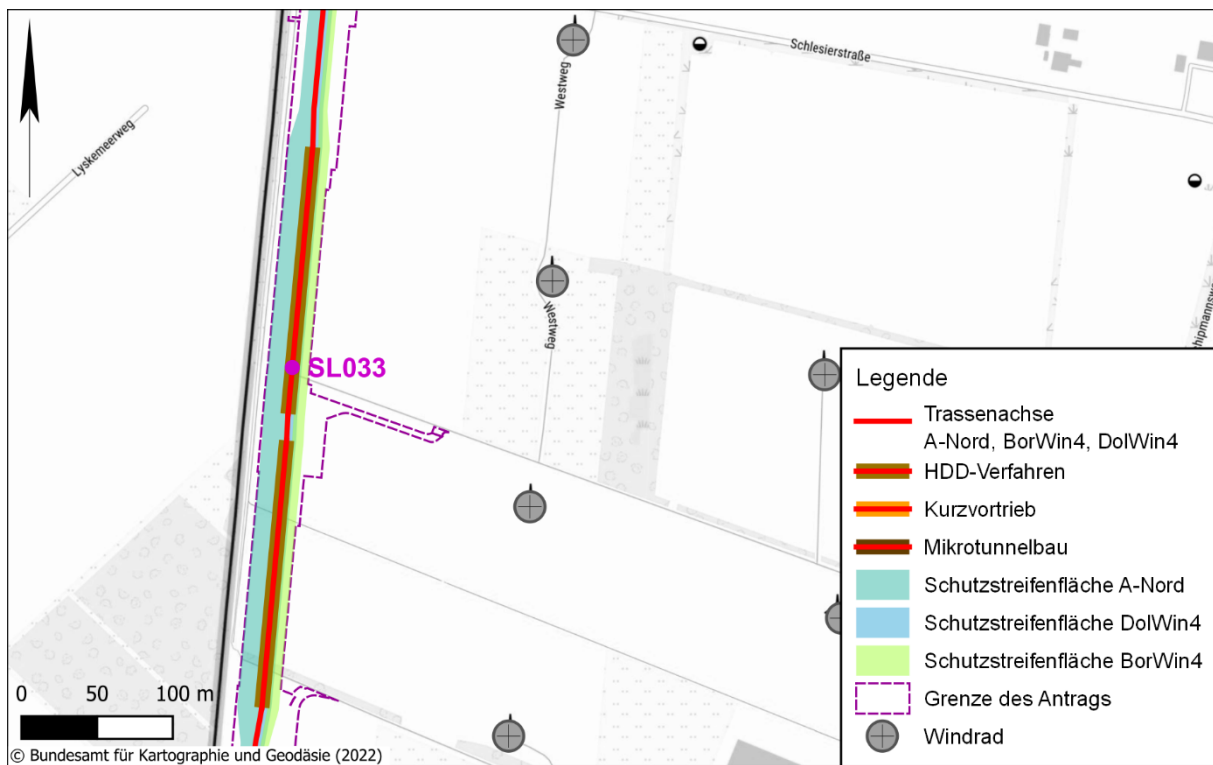 Schlesierstraße
Westweg
Lyskemeerweg
Westweg
SL033
hipmannsw
Legende
Trassenachse
A-Nord, BorWin4, DolWin4
HDD-Verfahren
Kurzvortrieb
Mikrotunnelbau
Schutzstreifenfläche A-Nord
Schutzstreifenfläche DolWin4
Schutzstreifenfläche BorWin4
Grenze des Antrags
Windrad
0 50 100 m
© Bundesamt für Kartographie und Geodäsie (2022)